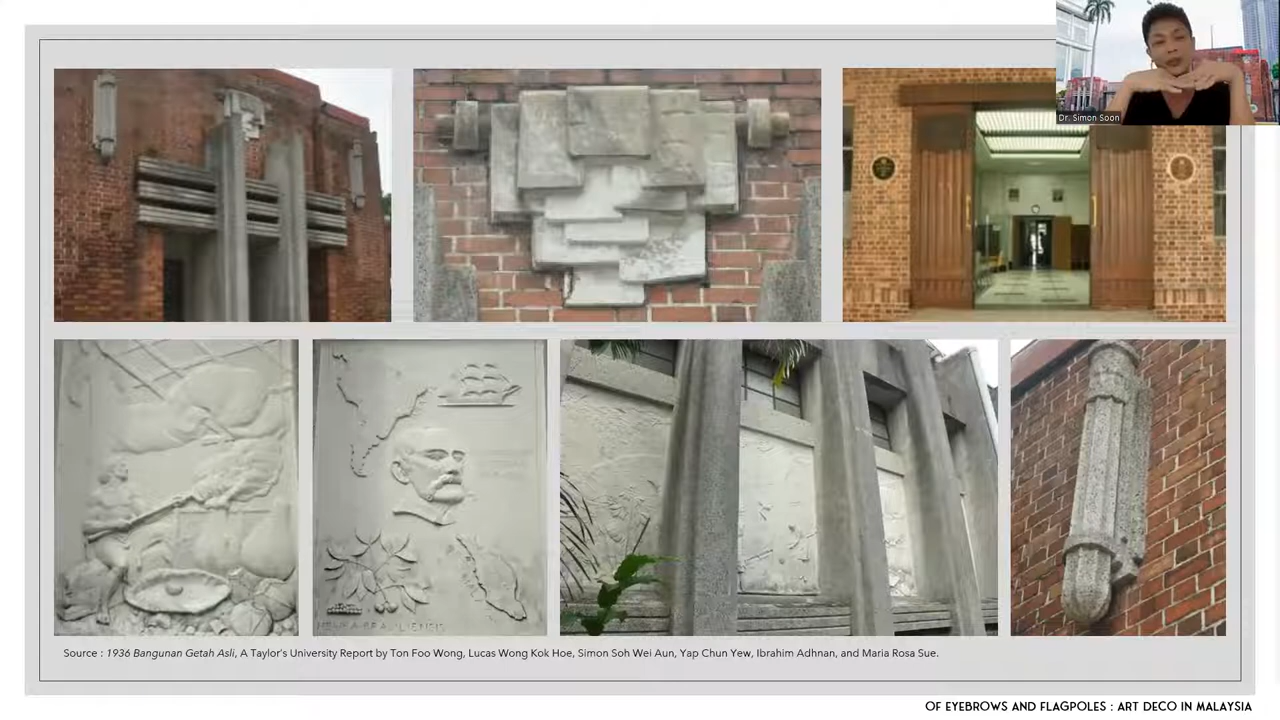 Dr. Simon Soon
HEVEA BRASILIENSIS
Source : 1936 Bangunan Getah Asli, A Taylor's University Report by Ton Foo Wong, Lucas Wong Kok Hoe, Simon Soh Wei Aun, Yap Chun Yew, Ibrahim Adhnan, and Maria Rosa Sue.
OF EYEBROWS AND FLAGPOLES : ART DECO IN MALAYSIA